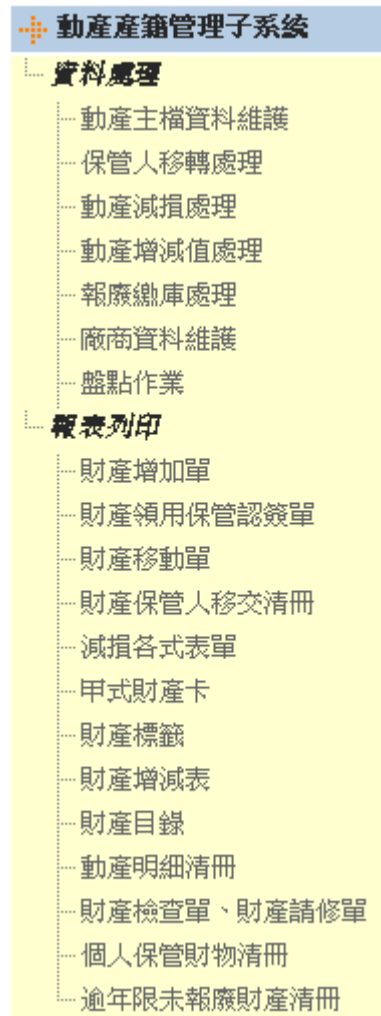 動產產籍管理子系統
資料處理
動產主檔資料維護
保管人移轉處理
動產減損處理
動產增減值處理
報廢繳庫處理
廠商資料維護
盤點作業
報表列印
財產增加單
財產領用保管認簽單
財產移動單
財產保管人移交清冊
減損各式表單
甲式財產卡
財產標籤
財產增減表
財產目錄
動產明細清冊
財產檢查單、財產請修單
個人保管財物清冊
逾年限未報廢財產清冊